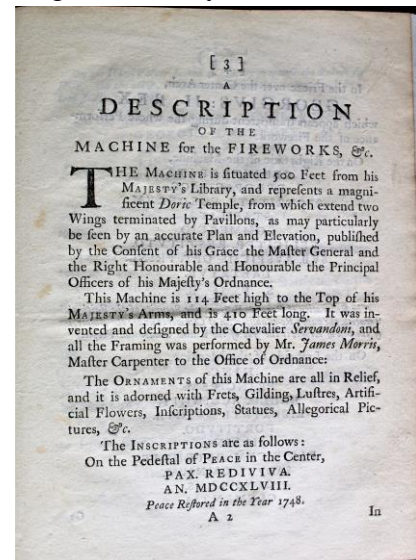 [ 3 ]
A
DESCRIPTION
OF THE
MACHINE for the FIREWORKS, &c.
THE MACHINE is ſituated 500 Feet from his
MAJESTY's Library, and repreſents a magni-
ficent Doric Temple, from which extend two
Wings terminated by Pavillons, as may particularly
be ſeen by an accurate Plan and Elevation, publiſhed
by the Conſent of his Grace the Maſter General and
the Right Honourable and Honourable the Principal
Officers of his Majeſty's Ordnance.
This Machine is 114 Feet high to the Top of his
MAJESTY's Arms, and is 410 Feet long. It was in-
vented and deſigned by the Chevalier Servandoni, and
all the Framing was performed by Mr. James Morris,
Maſter Carpenter to the Office of Ordnance:
The ORNAMENTS of this Machine are all in Relief,
and it is adorned with Frets, Gilding, Luſtres, Artifi-
cial Flowers, Inſcriptions, Statues, Allegorical Pic-
tures, &c.
The INSCRIPTIONS are as follows:
On the Pedeſtal of PEACE in the Center,
PAX. REDIVIVA.
AN. MDCCXLVIII.
Peace Reſtored in the Year 1748.
A 2
In